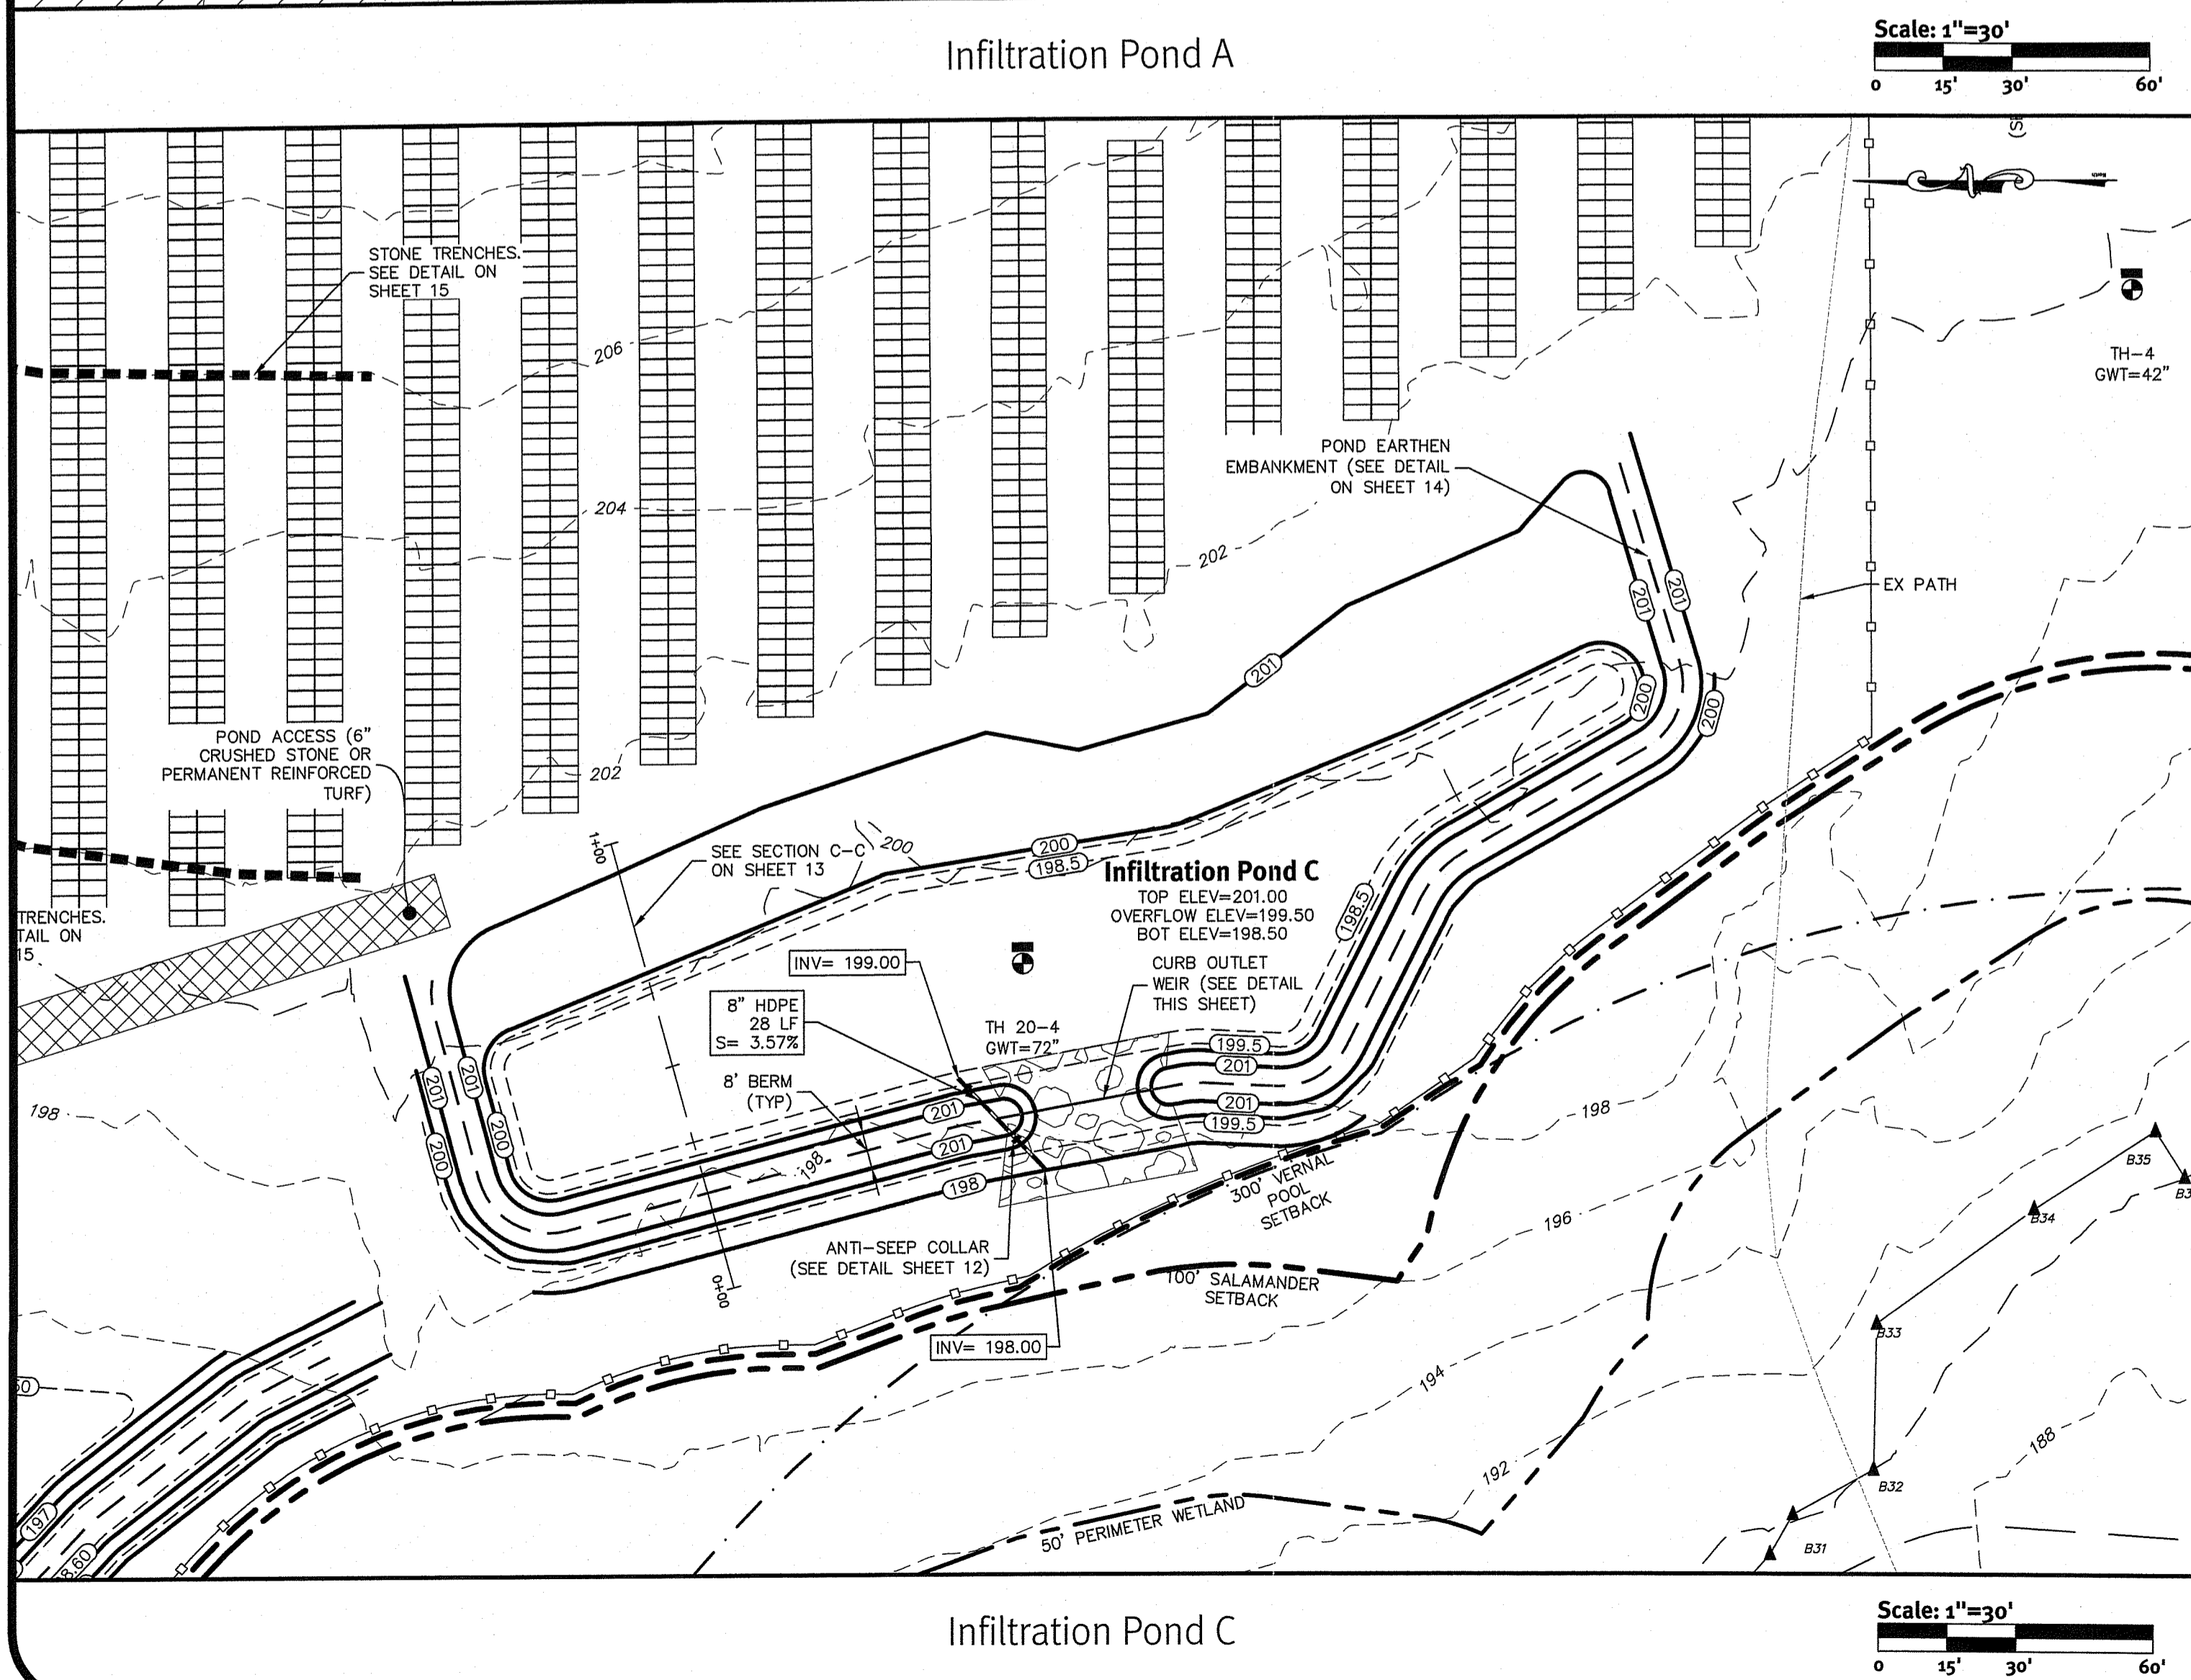 Infiltration Pond A
Scale: 1"=30'
0 15' 30' 60'
STONE TRENCHES.
SEE DETAIL ON
SHEET 15
206
204
202
POND EARTHEN
EMBANKMENT (SEE DETAIL
ON SHEET 14)
North
TH-4
GWT=42"
EX PATH
201
201
201
200
200
POND ACCESS (6"
CRUSHED STONE OR
PERMANENT REINFORCED
TURF)
202
1+00
SEE SECTION C-C
ON SHEET 13
200
200
198.5
198.5
Infiltration Pond C
TOP ELEV=201.00
OVERFLOW ELEV=199.50
BOT ELEV=198.50
CURB OUTLET
WEIR (SEE DETAIL
THIS SHEET)
TRENCHES.
TAIL ON
15.
INV= 199.00
8" HDPE
28 LF
S= 3.57%
TH 20-4
GWT=72"
8' BERM
(TYP)
199.5
201
201
199.5
201
201
201
201
200
200
198
198
198
198
0+00
ANTI-SEEP COLLAR
(SEE DETAIL SHEET 12)
INV= 198.00
300' VERNAL
POOL
SETBACK
100' SALAMANDER
SETBACK
196
194
192
188
50' PERIMETER WETLAND
B35
B34
B33
B32
B31
197
Infiltration Pond C
Scale: 1"=30'
0 15' 30' 60'